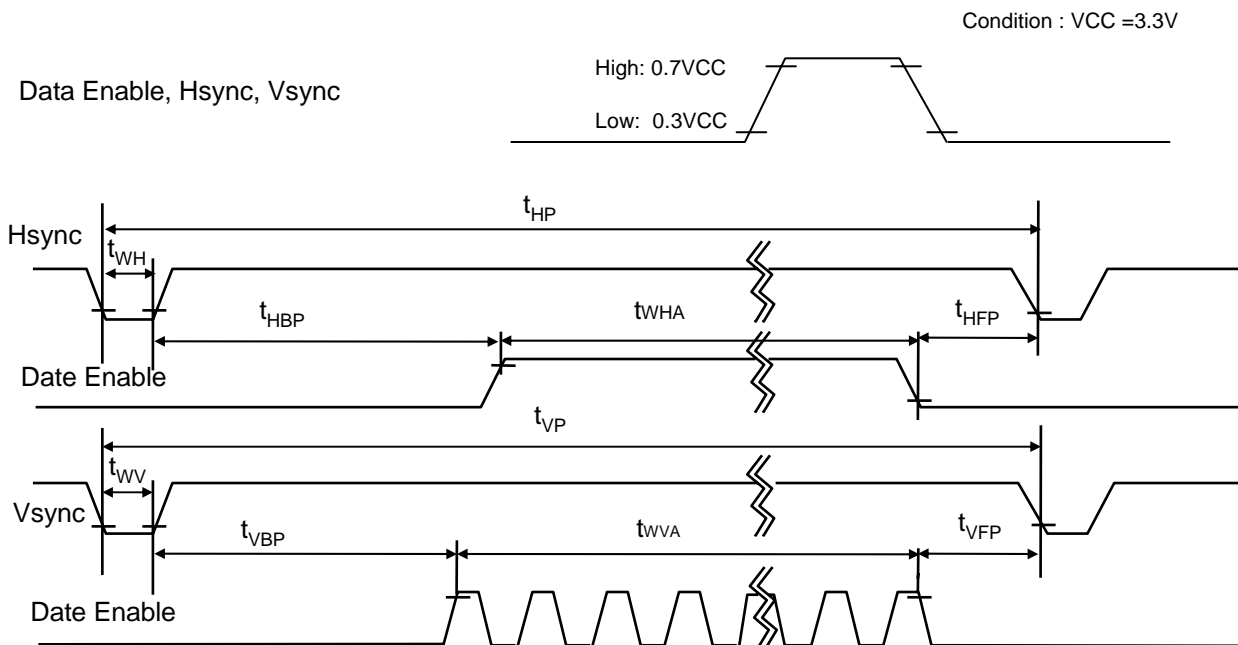 Condition : VCC =3.3V
High: 0.7VCC
Data Enable, Hsync, Vsync
Low: 0.3VCC
tHP
Hsync
tWH
tHBP
tWHA
tHFP
Date Enable
tVP
tWV
Vsync
tVBP
tWVA
tVFP
Date Enable